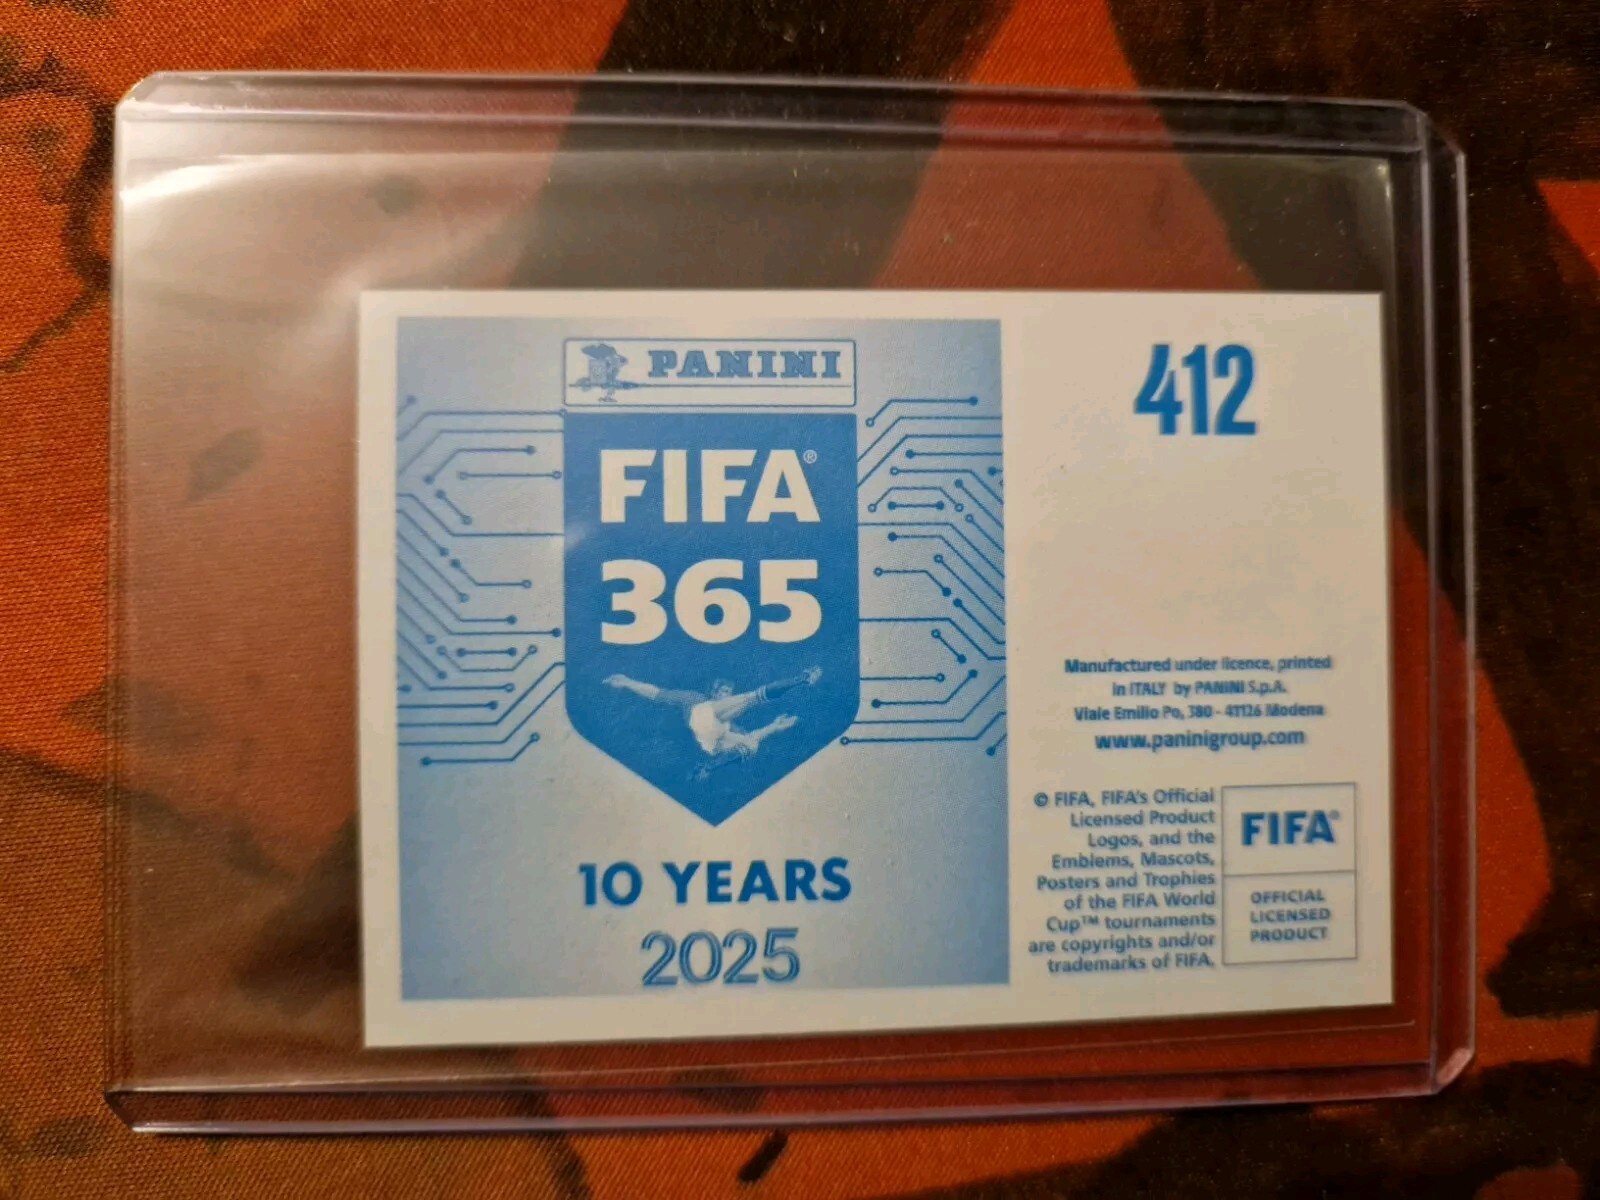 PANINI
FIFA®
365
10 YEARS
2025
412
Manufactured under licence, printed
in ITALY by PANINI S.p.A.
Viale Emilio Po, 380 - 41126 Modena
www.paninigroup.com
© FIFA, FIFA's Official
Licensed Product
Logos, and the
Emblems, Mascots,
Posters and Trophies
of the FIFA World
Cup™ tournaments
are copyrights and/or
trademarks of FIFA.
FIFA®
OFFICIAL
LICENSED
PRODUCT